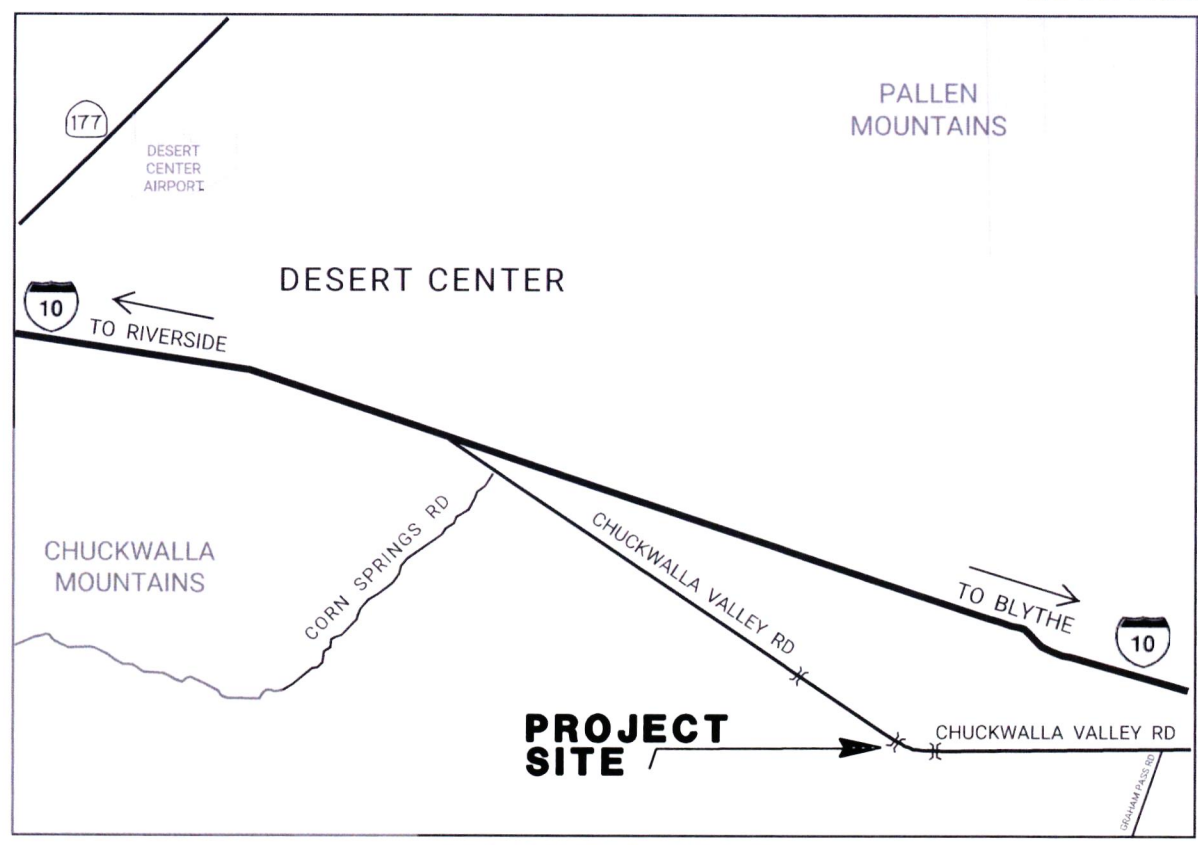 PALLEN
MOUNTAINS
177
DESERT
CENTER
AIRPORT
DESERT CENTER
10
TO RIVERSIDE
CHUCKWALLA
MOUNTAINS
CORN SPRINGS RD
CHUCKWALLA VALLEY RD
TO BLYTHE
10
PROJECT
SITE
CHUCKWALLA VALLEY RD
GRAHAM PASS RD